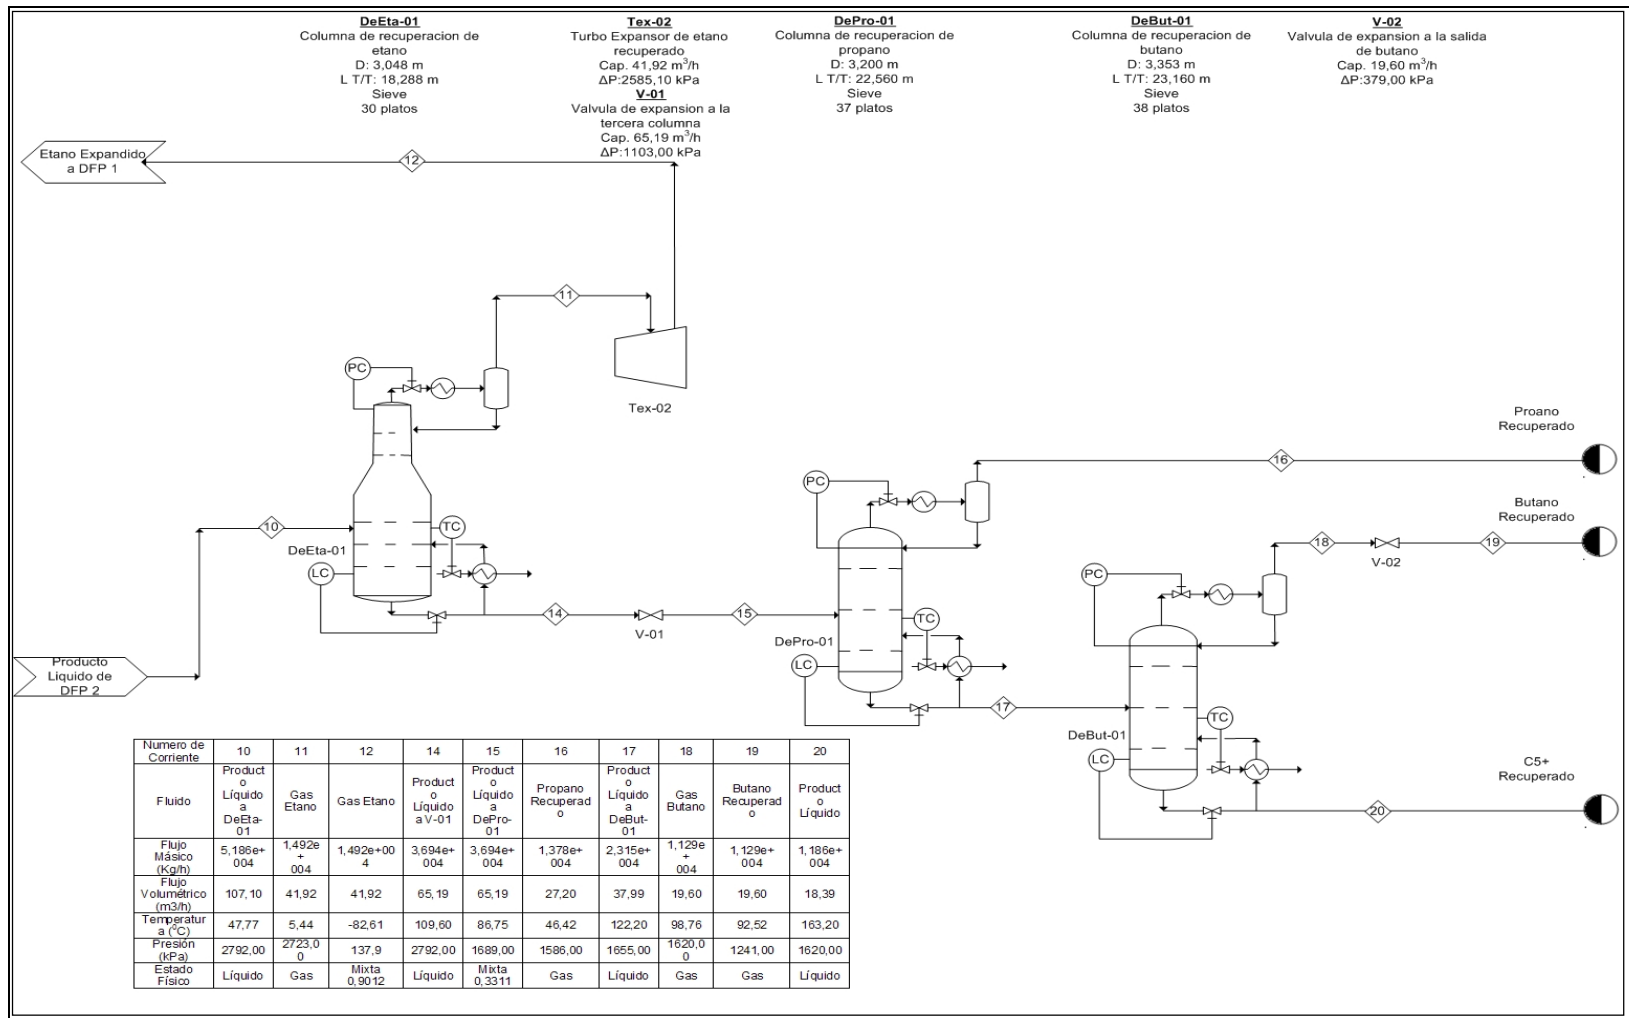 DeEta-01
Columna de recuperacion de
etano
D: 3,048 m
L T/T: 18,288 m
Sieve
30 platos
Tex-02
Turbo Expansor de etano
recuperado
Cap. 41,92 m3/h
ΔP:2585,10 kPa
V-01
Valvula de expansion a la
tercera columna
Cap. 65,19 m3/h
ΔP:1103,00 kPa
DePro-01
Columna de recuperacion de
propano
D: 3,200 m
L T/T: 22,560 m
Sieve
37 platos
DeBut-01
Columna de recuperacion de
butano
D: 3,353 m
L T/T: 23,160 m
Sieve
38 platos
V-02
Valvula de expansion a la salida
de butano
Cap. 19,60 m3/h
ΔP:379,00 kPa
Etano Expandido
a DFP 1
12
11
PC
Tex-02
Proano
Recuperado
16
PC
Butano
Recuperado
10
TC
DeEta-01
LC
18
19
V-02
PC
14
15
V-01
TC
DePro-01
LC
Producto
Liquido de
DFP 2
17
TC
DeBut-01
LC
C5+
Recuperado
20
Numero de
Corriente
10
11
12
14
15
16
17
18
19
20
Fluido
Product
o
Líquido
a
DeEta-
01
Gas
Etano
Gas Etano
Product
o
Líquido
a V-01
Product
o
Líquido
a
DePro-
01
Propano
Recuperad
o
Product
o
Líquido
a
DeBut-
01
Gas
Butano
Butano
Recuperad
o
Product
o
Líquido
Flujo
Másico
(Kg/h)
5,186e+
004
1,492e
+
004
1,492e+00
4
3,694e+
004
3,694e+
004
1,378e+
004
2,315e+
004
1,129e
+
004
1,129e+
004
1,186e+
004
Flujo
Volumétrico
(m3/h)
107,10
41,92
41,92
65,19
65,19
27,20
37,99
19,60
19,60
18,39
Temperatur
a (⁰C)
47,77
5,44
-82,61
109,60
86,75
46,42
122,20
98,76
92,52
163,20
Presión
(kPa)
2792,00
2723,0
0
137,9
2792,00
1689,00
1586,00
1655,00
1620,0
0
1241,00
1620,00
Estado
Físico
Líquido
Gas
Mixta
0,9012
Líquido
Mixta
0,3311
Gas
Líquido
Gas
Gas
Líquido